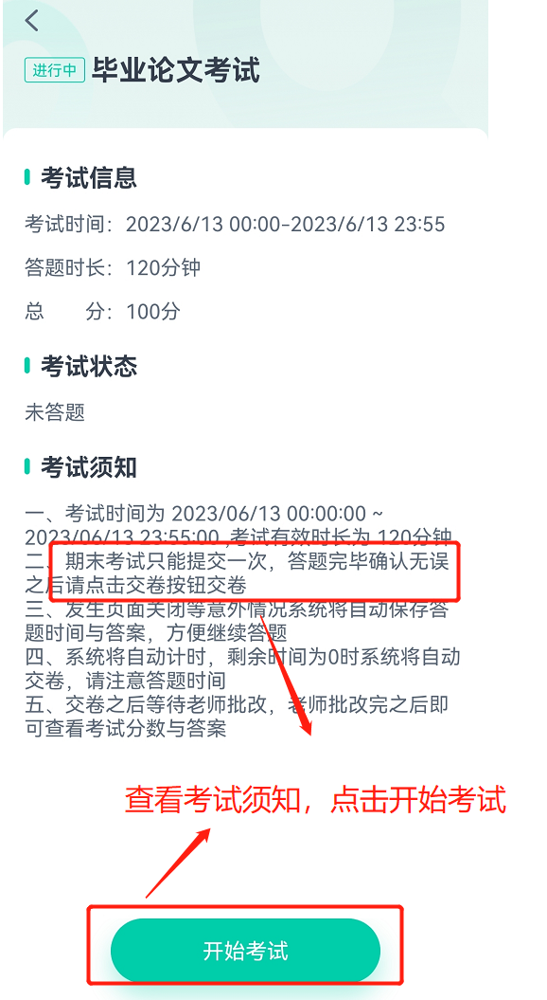 进行中 毕业论文考试
考试信息
考试时间：2023/6/13 00:00-2023/6/13 23:55
答题时长：120分钟
总　　分：100分
考试状态
未答题
考试须知
一、考试时间为 2023/06/13 00:00:00 ~
2023/06/13 23:55:00 ,考试有效时长为 120分钟
二、期末考试只能提交一次，答题完毕确认无误
之后请点击交卷按钮交卷
三、发生页面关闭等意外情况系统将自动保存答
题时间与答案，方便继续答题
四、系统将自动计时，剩余时间为0时系统将自动
交卷，请注意答题时间
五、交卷之后等待老师批改，老师批改完之后即
可查看考试分数与答案
查看考试须知，点击开始考试
开始考试